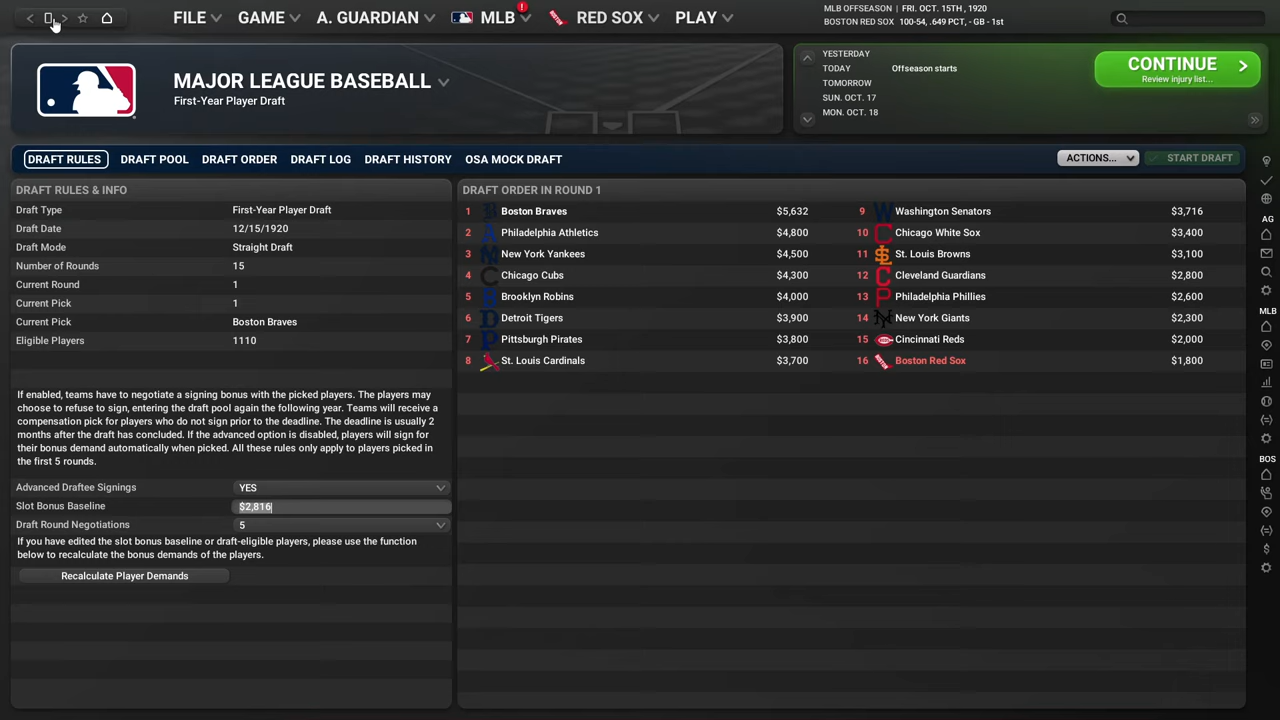 FILE GAME A. GUARDIAN MLB ! RED SOX PLAY
MLB OFFSEASON | FRI. OCT. 15TH , 1920
BOSTON RED SOX 100-54, .649 PCT, - GB - 1st
MAJOR LEAGUE BASEBALL
First-Year Player Draft
YESTERDAY
TODAY Offseason starts
TOMORROW
SUN. OCT. 17
MON. OCT. 18
CONTINUE
Review injury list...
DRAFT RULES DRAFT POOL DRAFT ORDER DRAFT LOG DRAFT HISTORY OSA MOCK DRAFT
ACTIONS... START DRAFT
DRAFT RULES & INFO
Draft Type First-Year Player Draft
Draft Date 12/15/1920
Draft Mode Straight Draft
Number of Rounds 15
Current Round 1
Current Pick 1
Current Pick Boston Braves
Eligible Players 1110
If enabled, teams have to negotiate a signing bonus with the picked players. The players may
choose to refuse to sign, entering the draft pool again the following year. Teams will receive a
compensation pick for players who do not sign prior to the deadline. The deadline is usually 2
months after the draft has concluded. If the advanced option is disabled, players will sign for
their bonus demand automatically when picked. All these rules only apply to players picked in
the first 5 rounds.
Advanced Draftee Signings YES
Slot Bonus Baseline $2,816
Draft Round Negotiations 5
If you have edited the slot bonus baseline or draft-eligible players, please use the function
below to recalculate the bonus demands of the players.
Recalculate Player Demands
DRAFT ORDER IN ROUND 1
1 Boston Braves $5,632
2 Philadelphia Athletics $4,800
3 New York Yankees $4,500
4 Chicago Cubs $4,300
5 Brooklyn Robins $4,000
6 Detroit Tigers $3,900
7 Pittsburgh Pirates $3,800
8 St. Louis Cardinals $3,700
9 Washington Senators $3,716
10 Chicago White Sox $3,400
11 St. Louis Browns $3,100
12 Cleveland Guardians $2,800
13 Philadelphia Phillies $2,600
14 New York Giants $2,300
15 Cincinnati Reds $2,000
16 Boston Red Sox $1,800
AG
MLB
BOS